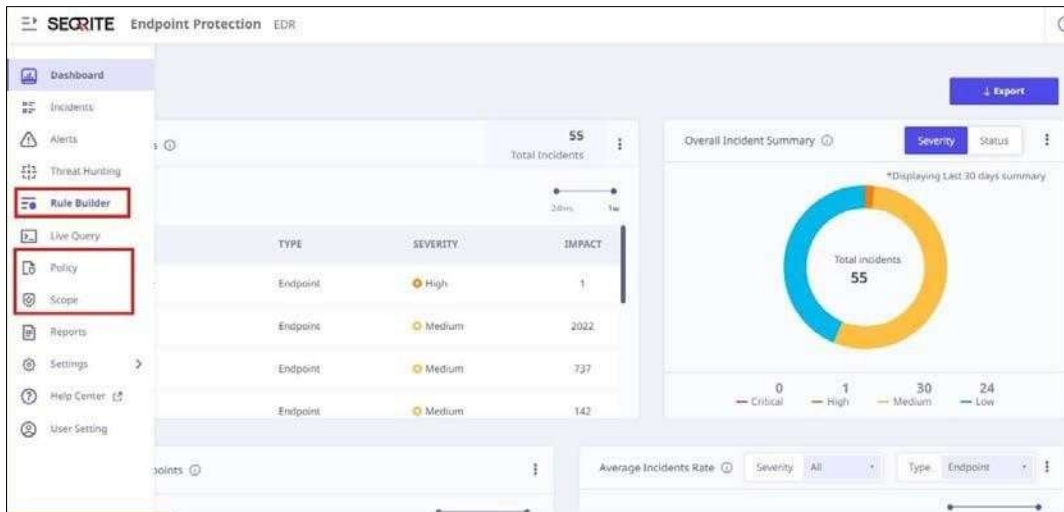 SEQRITE Endpoint Protection EDR
Dashboard
Incidents
Alerts
Threat Hunting
Rule Builder
Live Query
Policy
Scope
Reports
Settings
Help Center
User Setting
Export
s
55
Total Incidents
TYPE SEVERITY IMPACT
Endpoint High 1
Endpoint Medium 2022
Endpoint Medium 737
Endpoint Medium 142
Overall Incident Summary Severity Status
*Displaying Last 30 days summary
Total incidents
55
0 1 30 24
Critical High Medium Low
points
Average Incidents Rate Severity All Type Endpoint